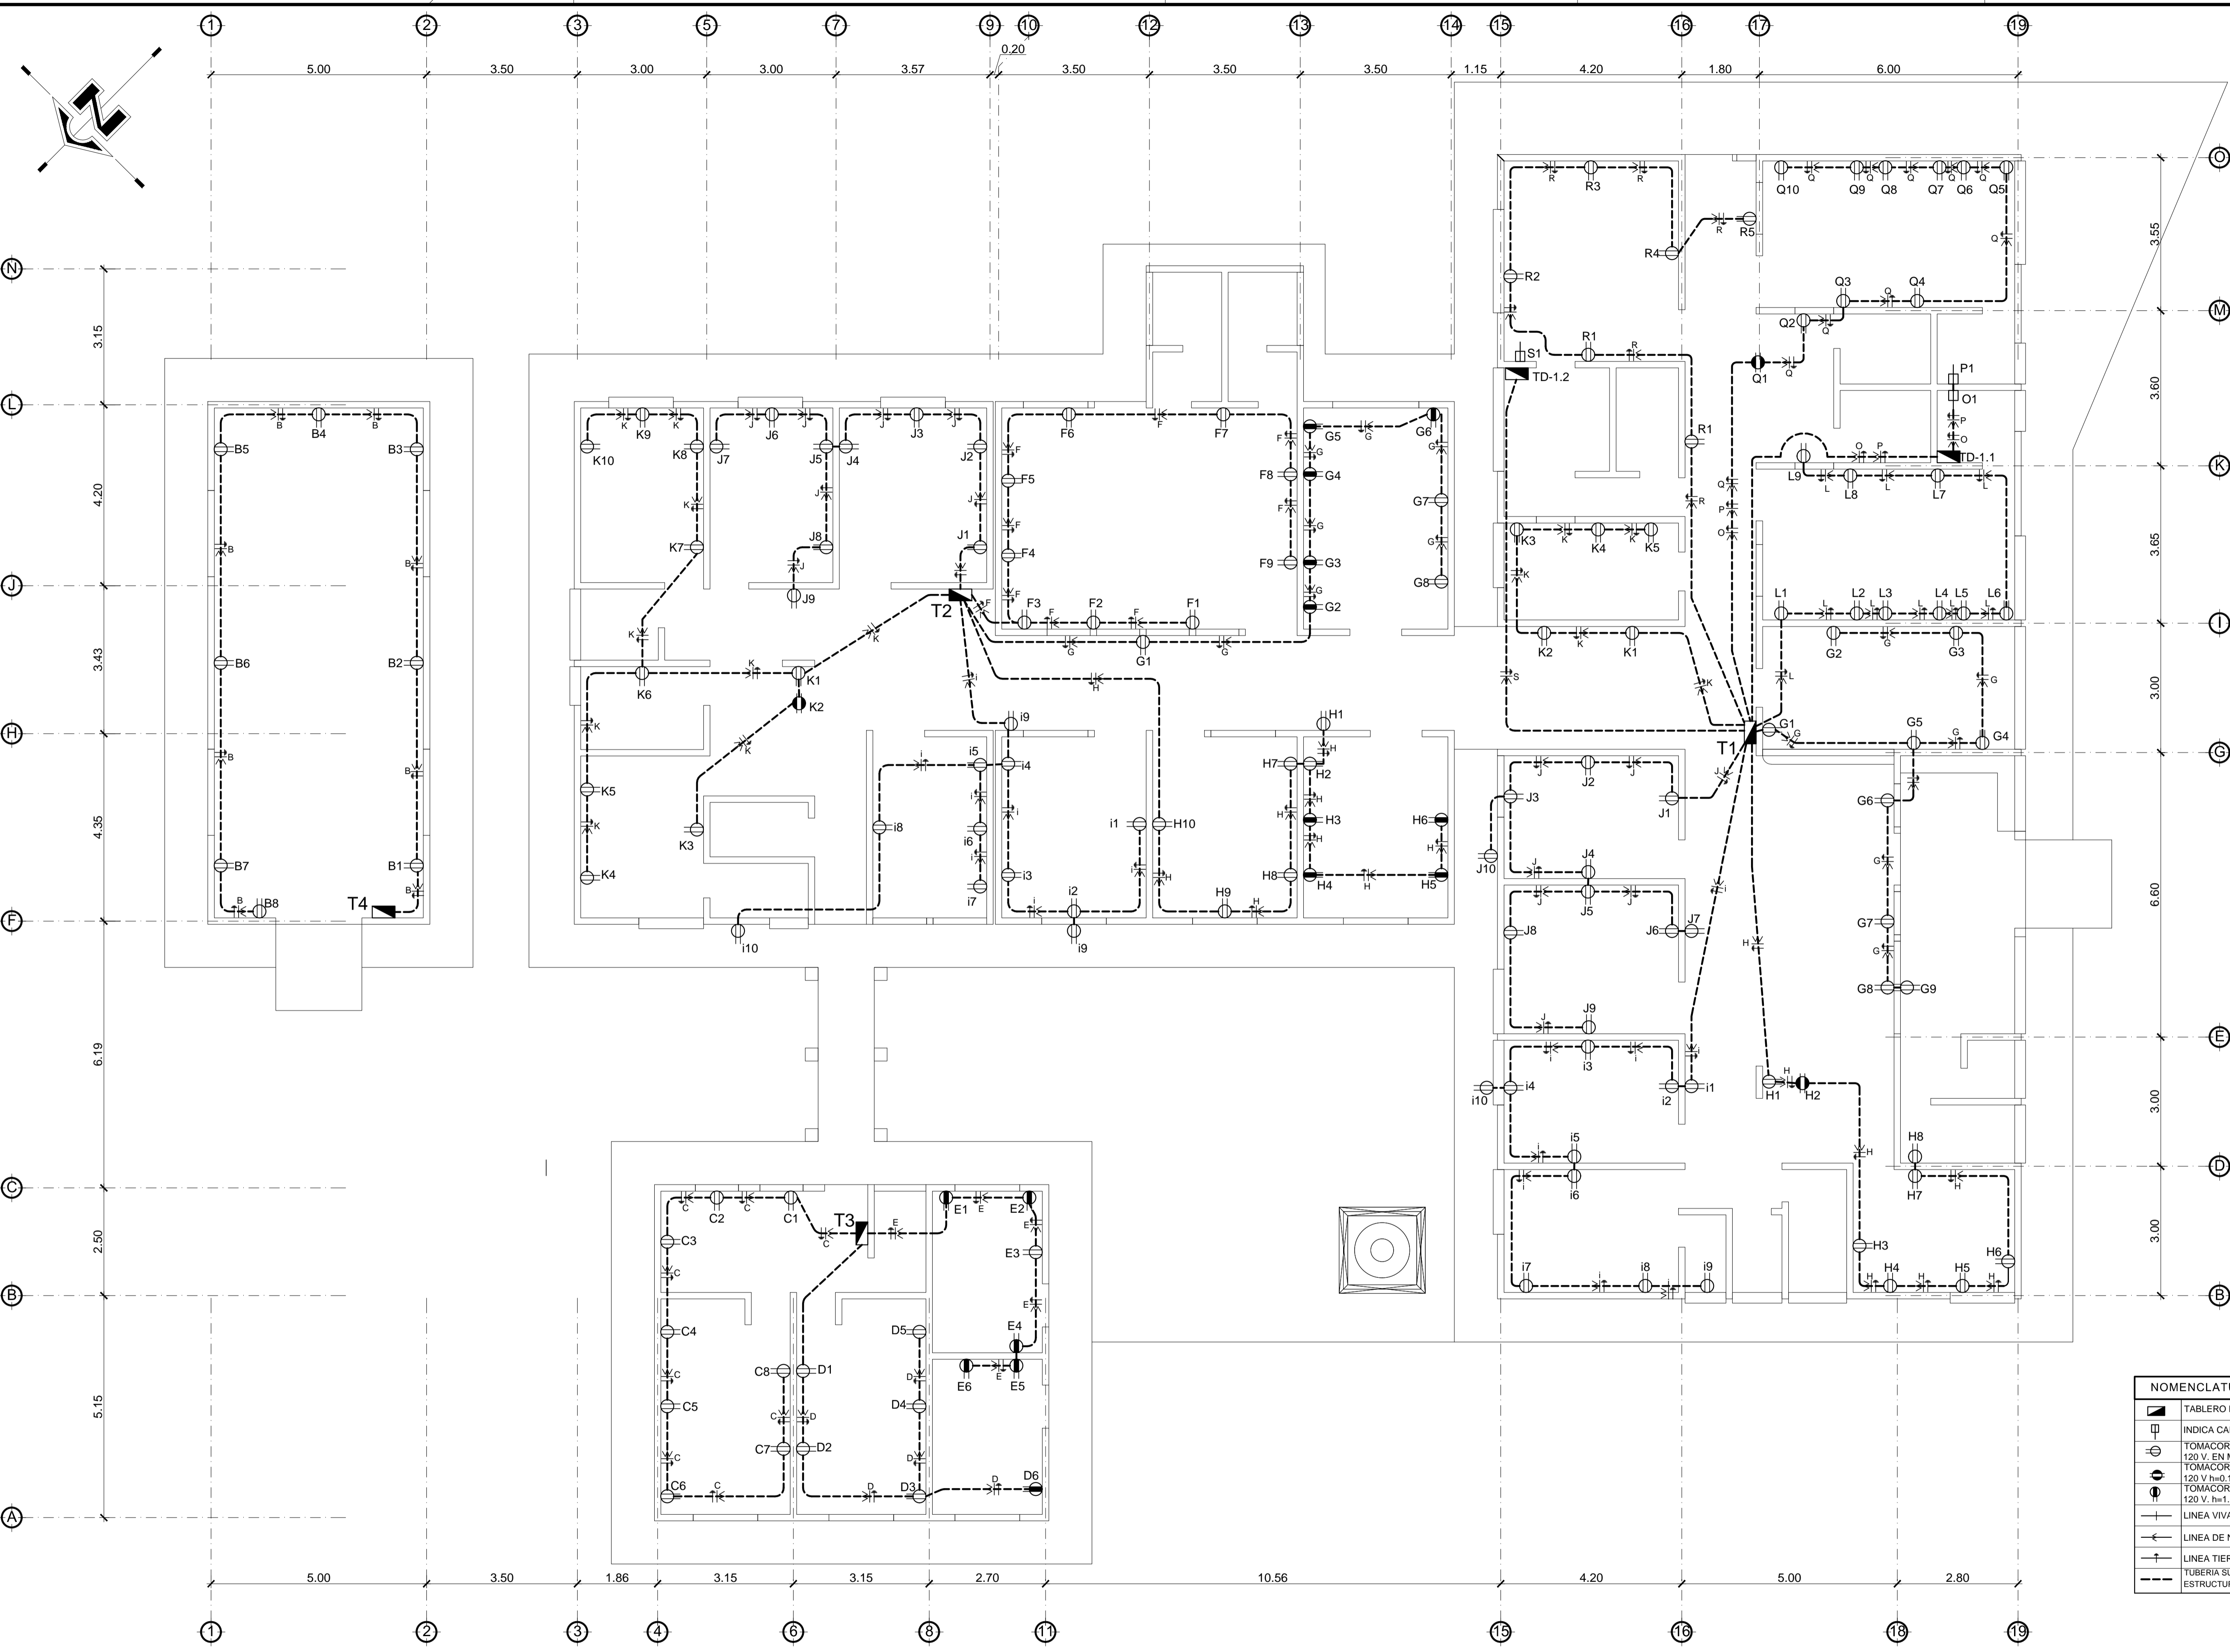 1 2 3 5 7 9 10 12 13 14 15 16 17 19
0.20
5.00 3.50 3.00 3.00 3.57 3.50 3.50 3.50 1.15 4.20 1.80 6.00
N
O
R R3 R Q10 Q Q9 Q Q8 Q Q7 Q Q6 Q Q5
R R5
3.55
R4 Q
N
R2
Q3 Q Q4
M
3.15
Q2 Q
R1 R
S1
Q1 Q
TD-1.2
P1
O1
3.60
L
B B4 B
K K9 K
J J6 J
J J3 J
F6 F F7
G5 G G6
P
O
R1
B5 B3
K10 K8 J7 J5 J4 J2
F F
G G
O P
TD-1.1
K
F5 F8 G4
L9 L L8 L L7 L
4.20
K J J F F G G7
Q R
P
O
K3 K K4 K K5
B B
K7 J8 J1 F4 F9 G3 G G8
3.65
K
J
J J9 F F G G2
T2
F3 F F2 F F1
L1 L L2 L L3 L L4 L L5 L L6
K K
G G1 G
K2 K K1
G2 G G3
I
3.43
B6 B2
K6 K K1
K2
i H
S K L G
3.00
H
K K
i9 H1
H
T1 G1 G
G5 G G4
B B
i i5 i4
H7 H2
J J2 J J
G
K5
J3 J1 G6
4.35
K
i i
i8 i6 i1 H10 H H H3 H6
K3
i
H H
J10 J J4 G
B7 B1
K4 i7 i3 i H H8 H4 H H5
J J5 J i
B B8 T4 B
i i2 H9 H
F
J8 J6 J7 G7
i10 i9
H G
6.60
G8 G9
J J9
E
6.19
i i3 i i
i10 i4 i2 i1
H1 H H2
3.00
i i5 H8
H
D
C
C C2 C C1
T3
E
E1 E E2
i i6
H7 H
C3 C
E
E3
H3 H6
3.00
2.50
C
E
i7 i i8 i i9
H H4 H H5 H
B
B
C4 D5 E4
C8 D1
C D
E6 E E5
C5 D4
5.15
C D
C7 D2
C D
C6 C D D3 D D6
A
NOMENCLATU
TABLERO
INDICA CA
TOMACOR
120 V. EN
TOMACOR
120 V h=0.1
TOMACOR
120 V. h=1.
LINEA VIVA
LINEA DE
LINEA TIER
TUBERIA SU
ESTRUCTUR
5.00 3.50 1.86 3.15 3.15 2.70 10.56 4.20 5.00 2.80
1 2 3 4 6 8 11 15 16 18 19